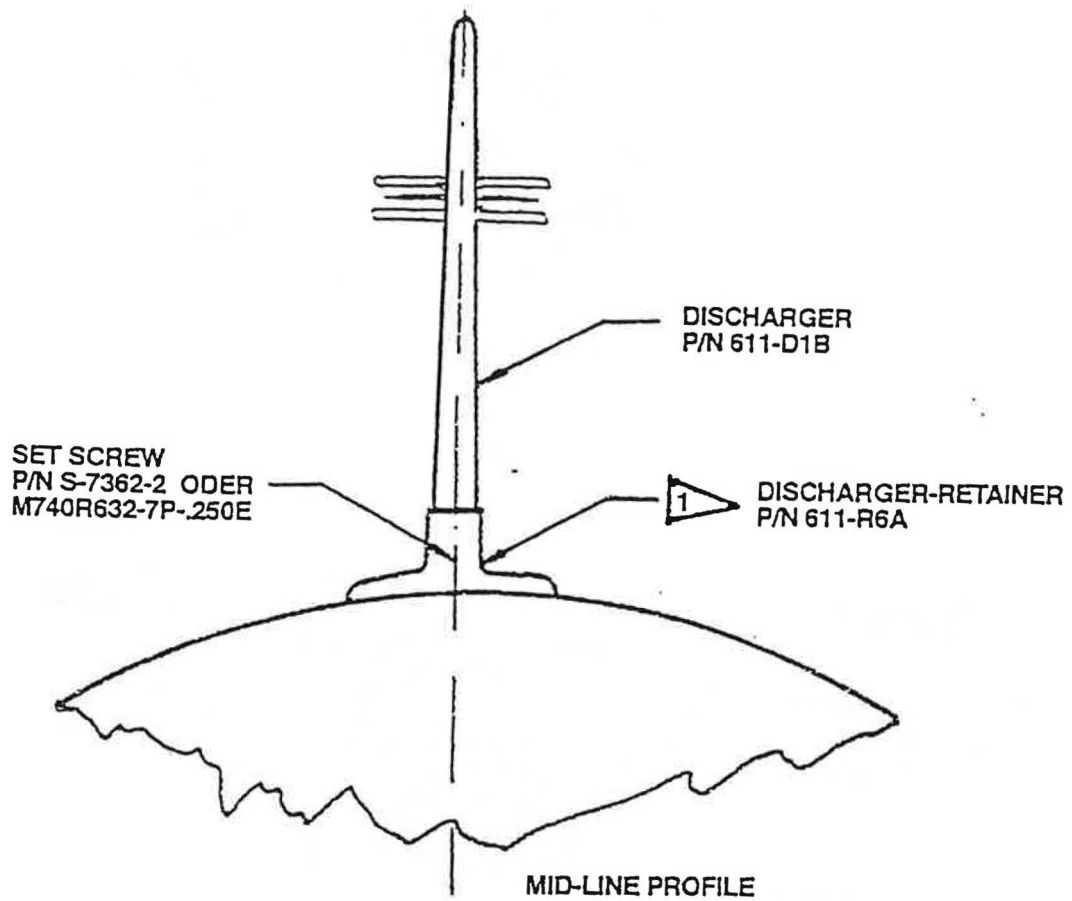 DISCHARGER
P/N 611-D1B
SET SCREW
P/N S-7362-2 ODER
M740R632-7P-.250E
1
DISCHARGER-RETAINER
P/N 611-R6A
MID-LINE PROFILE